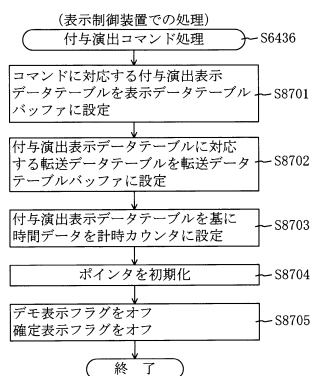 (表示制御装置での処理)
付与演出コマンド処理
S6436
コマンドに対応する付与演出表示
データテーブルを表示データテーブル
バッファに設定
S8701
付与演出表示データテーブルに対応
する転送データテーブルを転送データ
テーブルバッファに設定
S8702
付与演出表示データテーブルを基に
時間データを計時カウンタに設定
S8703
ポインタを初期化
S8704
デモ表示フラグをオフ
確定表示フラグをオフ
S8705
終 了